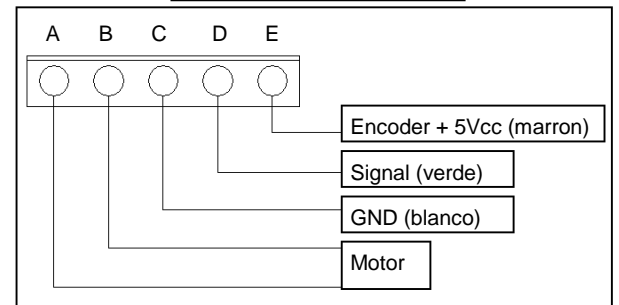 A B C D E
Encoder + 5Vcc (marron)
Signal (verde)
GND (blanco)
Motor